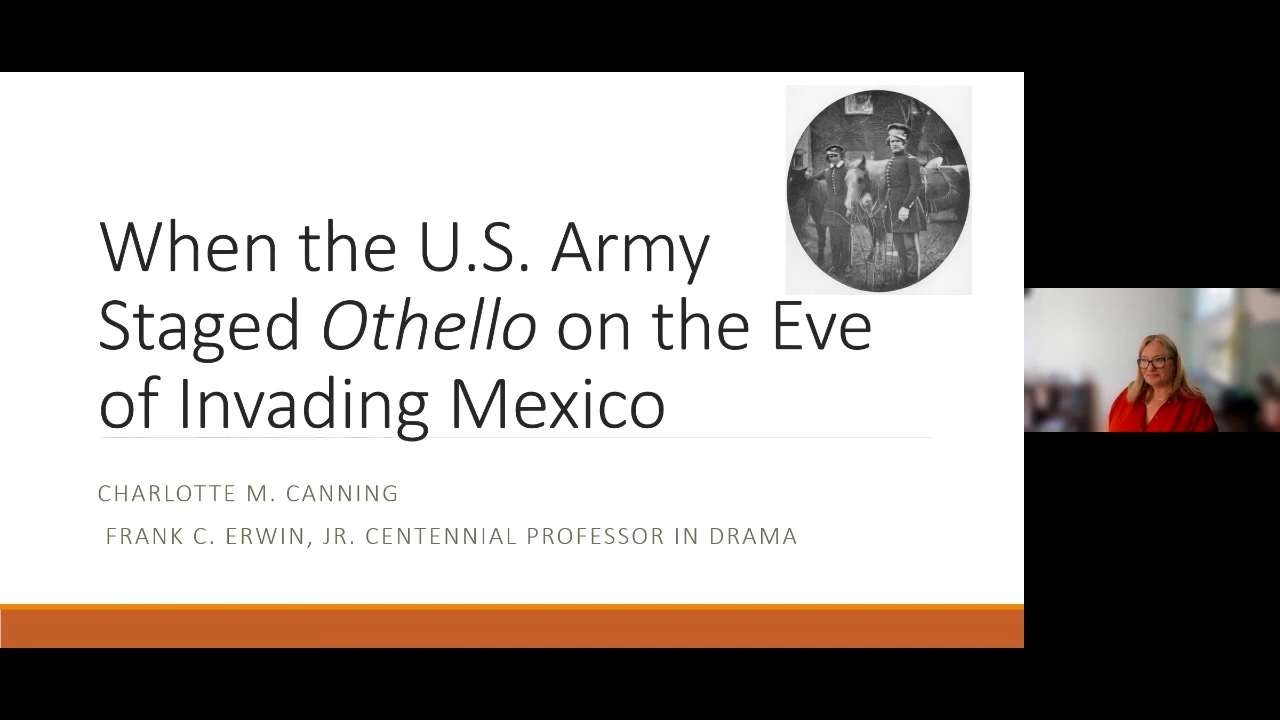 When the U.S. Army
Staged Othello on the Eve
of Invading Mexico
CHARLOTTE M. CANNING
FRANK C. ERWIN, JR. CENTENNIAL PROFESSOR IN DRAMA